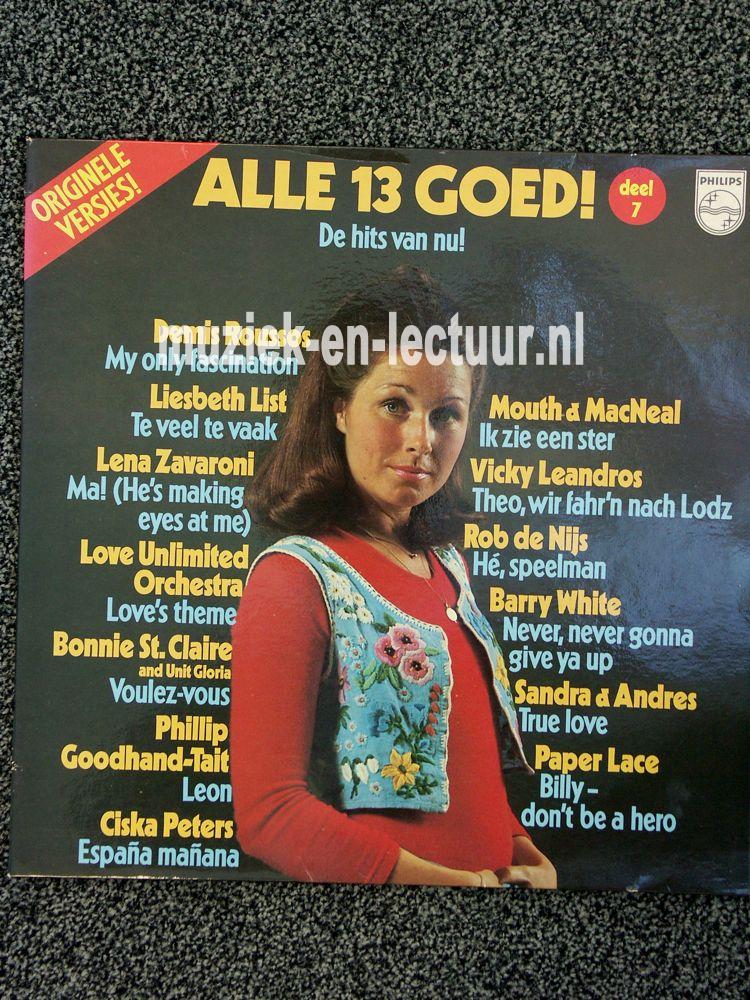 ORIGINELE
VERSIES!
ALLE 13 GOED!
deel
7
PHILIPS
De hits van nu!
muziek-en-lectuur.nl
Demis Roussos
My only fascination
Liesbeth List
Te veel te vaak
Lena Zavaroni
Ma! (He's making
eyes at me)
Love Unlimited
Orchestra
Love's theme
Bonnie St. Claire
and Unit Gloria
Voulez-vous
Phillip
Goodhand-Tait
Leon
Ciska Peters
España mañana
Mouth & MacNeal
Ik zie een ster
Vicky Leandros
Theo, wir fahr'n nach Lodz
Rob de Nijs
Hé, speelman
Barry White
Never, never gonna
give ya up
Sandra & Andres
True love
Paper Lace
Billy –
don't be a hero